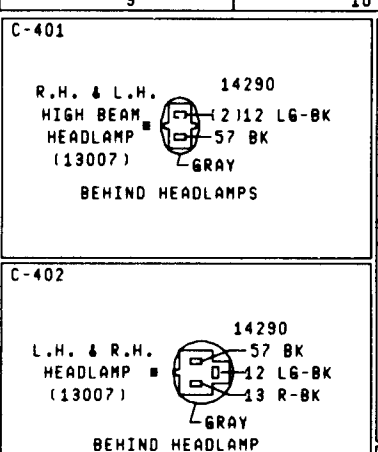 9 10
C-401
14290
R.H. & L.H.
HIGH BEAM (2)12 LG-BK
HEADLAMP 57 BK
(13007) GRAY
BEHIND HEADLAMPS
C-402
14290
L.H. & R.H. 57 BK
HEADLAMP 12 LG-BK
(13007) 13 R-BK
GRAY
BEHIND HEADLAMP